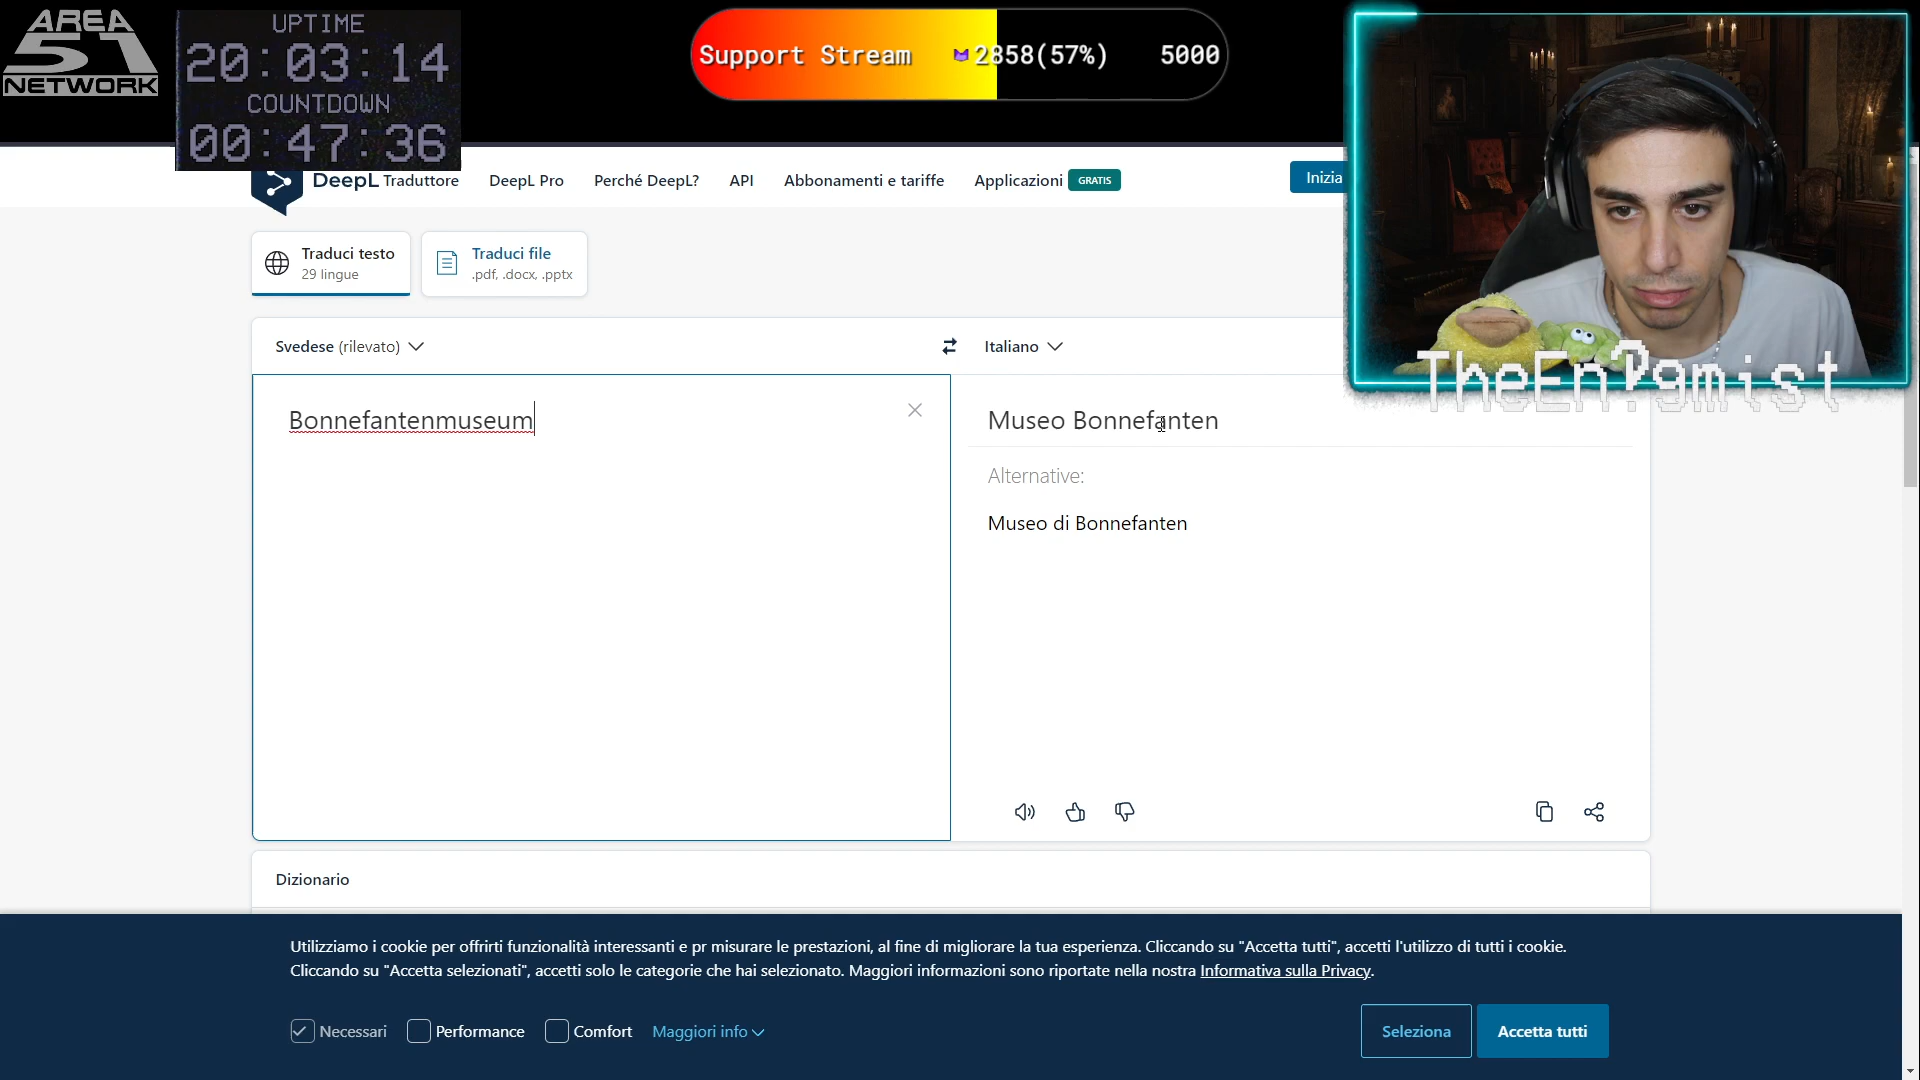 AREA
51
NETWORK
UPTIME
20:03:14
COUNTDOWN
00:47:36
Support Stream 2858(57%) 5000
DeepL Traduttore DeepL Pro Perché DeepL? API Abbonamenti e tariffe Applicazioni GRATIS Inizia
Traduci testo
29 lingue
Traduci file
.pdf, .docx, .pptx
Svedese (rilevato) Italiano
TheEn?gmist
Bonnefantenmuseum
Museo Bonnefanten
Alternative:
Museo di Bonnefanten
Dizionario
Utilizziamo i cookie per offrirti funzionalità interessanti e pr misurare le prestazioni, al fine di migliorare la tua esperienza. Cliccando su "Accetta tutti", accetti l'utilizzo di tutti i cookie.
Cliccando su "Accetta selezionati", accetti solo le categorie che hai selezionato. Maggiori informazioni sono riportate nella nostra Informativa sulla Privacy.
Necessari Performance Comfort Maggiori info Seleziona Accetta tutti